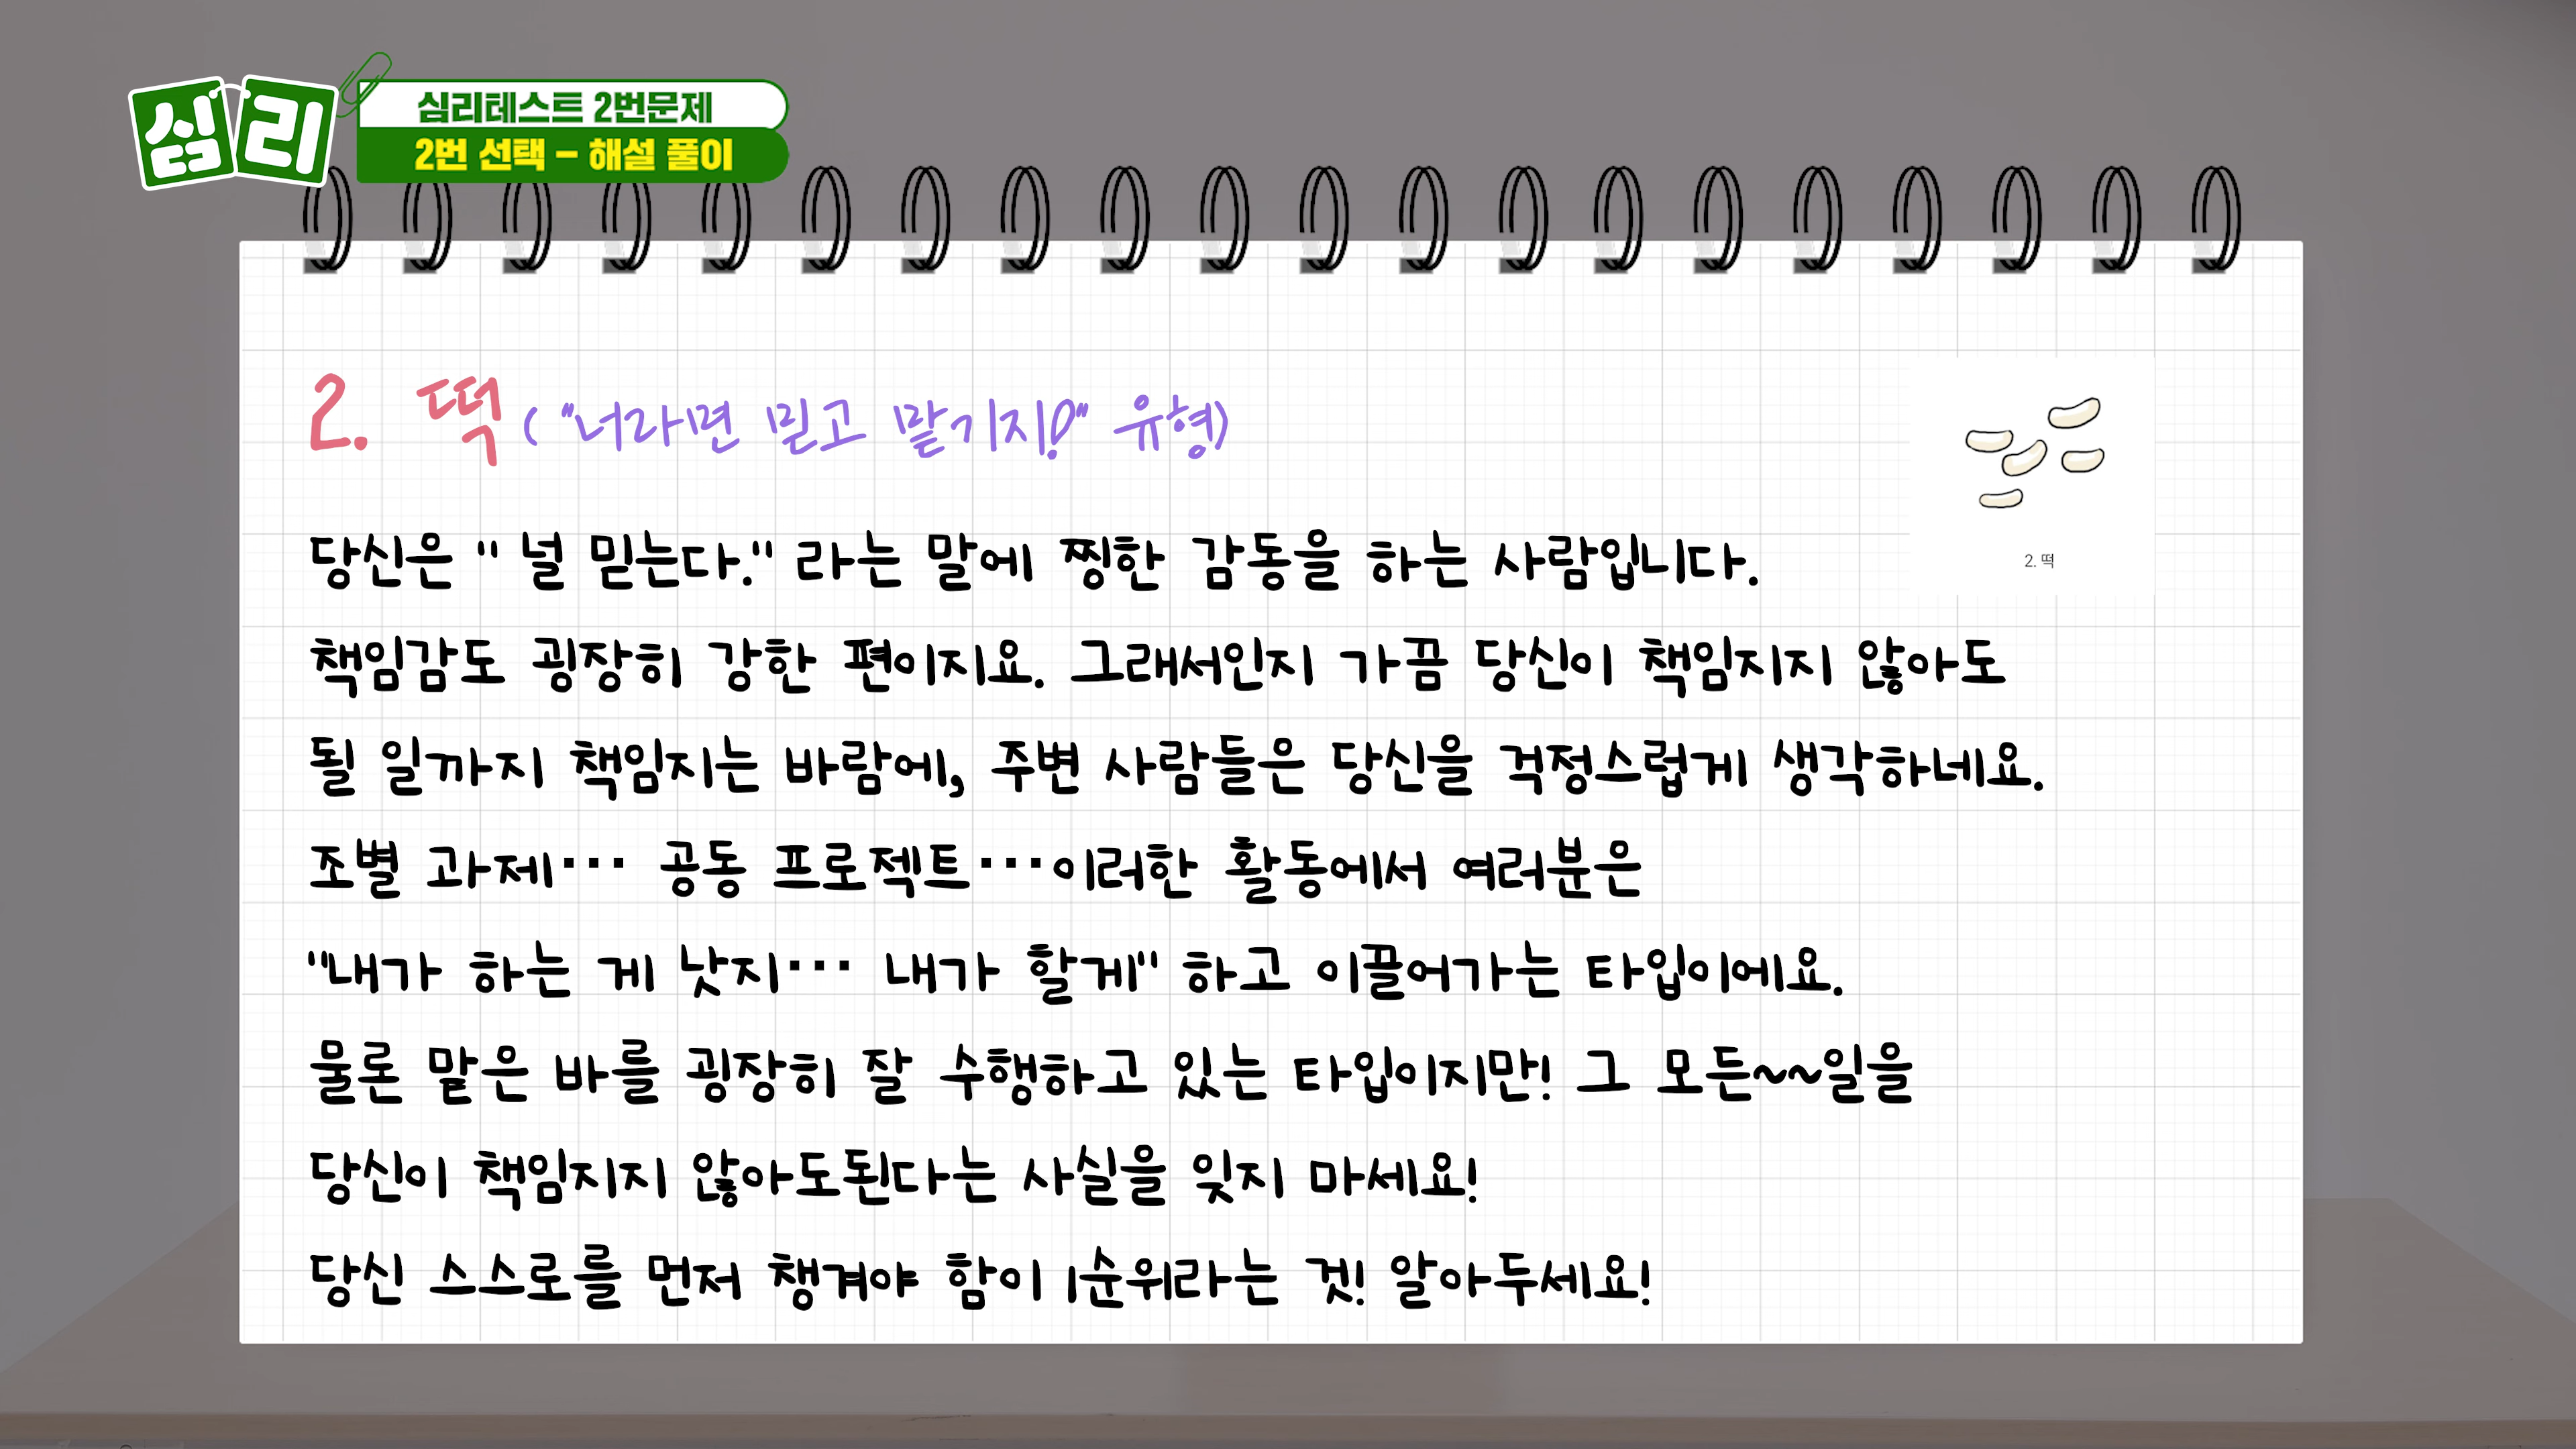 심리
심리테스트 2번문제
2번 선택 - 해설 풀이
2. 떡 ("너라면 믿고 맡기지!" 유형)
2. 떡
당신은 " 널 믿는다." 라는 말에 찡한 감동을 하는 사람입니다.
책임감도 굉장히 강한 편이지요. 그래서인지 가끔 당신이 책임지지 않아도
될 일까지 책임지는 바람에, 주변 사람들은 당신을 걱정스럽게 생각하네요.
조별 과제… 공동 프로젝트…이러한 활동에서 여러분은
"내가 하는 게 낫지… 내가 할게" 하고 이끌어가는 타입이에요.
물론 맡은 바를 굉장히 잘 수행하고 있는 타입이지만! 그 모든~~일을
당신이 책임지지 않아도된다는 사실을 잊지 마세요!
당신 스스로를 먼저 챙겨야 함이 1순위라는 것! 알아두세요!